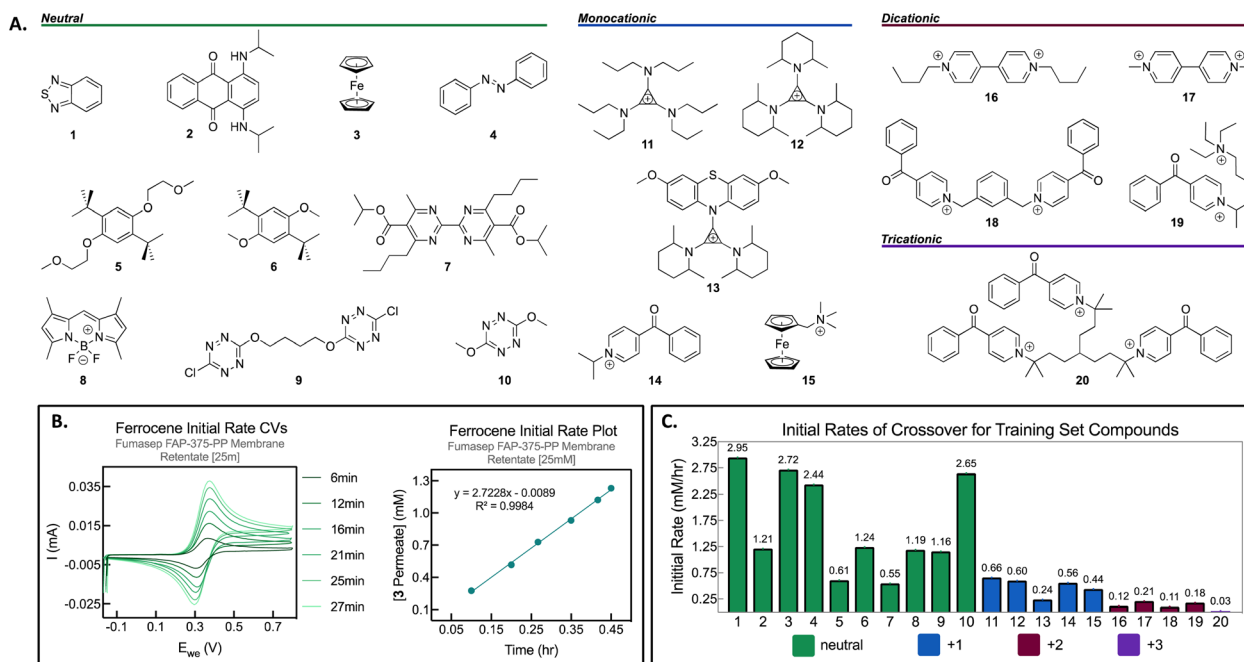 A.
Neutral
Monocationic
Dicationic
S
N
N
1
O
HN
O
HN
2
Fe
3
N
N
4
N
N
N
11
N
N
N
12
N
N
16
N
N
17
O
O
O
O
5
O
O
6
O
O
N
N
N
N
O
O
7
O
S
O
N
N
N
13
O
N
N
O
18
N
O
N
19
Tricationic
N
N
B
F
F
8
Cl
N
N
N
N
O
O
N
N
N
N
Cl
9
N
N
N
N
O
O
10
O
N
14
N
Fe
15
O
N
O
N
N
O
20
B.
Ferrocene Initial Rate CVs
Fumasep FAP-375-PP Membrane
Retentate [25m]
I (mA)
0.035
0.015
-0.005
-0.025
-0.1
0.1
0.3
0.5
0.7
Ewe (V)
6min
12min
16min
21min
25min
27min
Ferrocene Initial Rate Plot
Fumasep FAP-375-PP Membrane
Retentate [25mM]
y = 2.7228x - 0.0089
R² = 0.9984
[3 Permeate] (mM)
1.3
1.0
0.7
0.4
0.1
0.05
0.15
0.25
0.35
0.45
Time (hr)
C.
Initial Rates of Crossover for Training Set Compounds
Inititial Rate (mM/hr)
3.25
2.75
2.25
1.75
1.25
0.75
0.25
2.95
1.21
2.72
2.44
0.61
1.24
0.55
1.19
1.16
2.65
0.66
0.60
0.24
0.56
0.44
0.12
0.21
0.11
0.18
0.03
1 2 3 4 5 6 7 8 9 10 11 12 13 14 15 16 17 18 19 20
neutral
+1
+2
+3